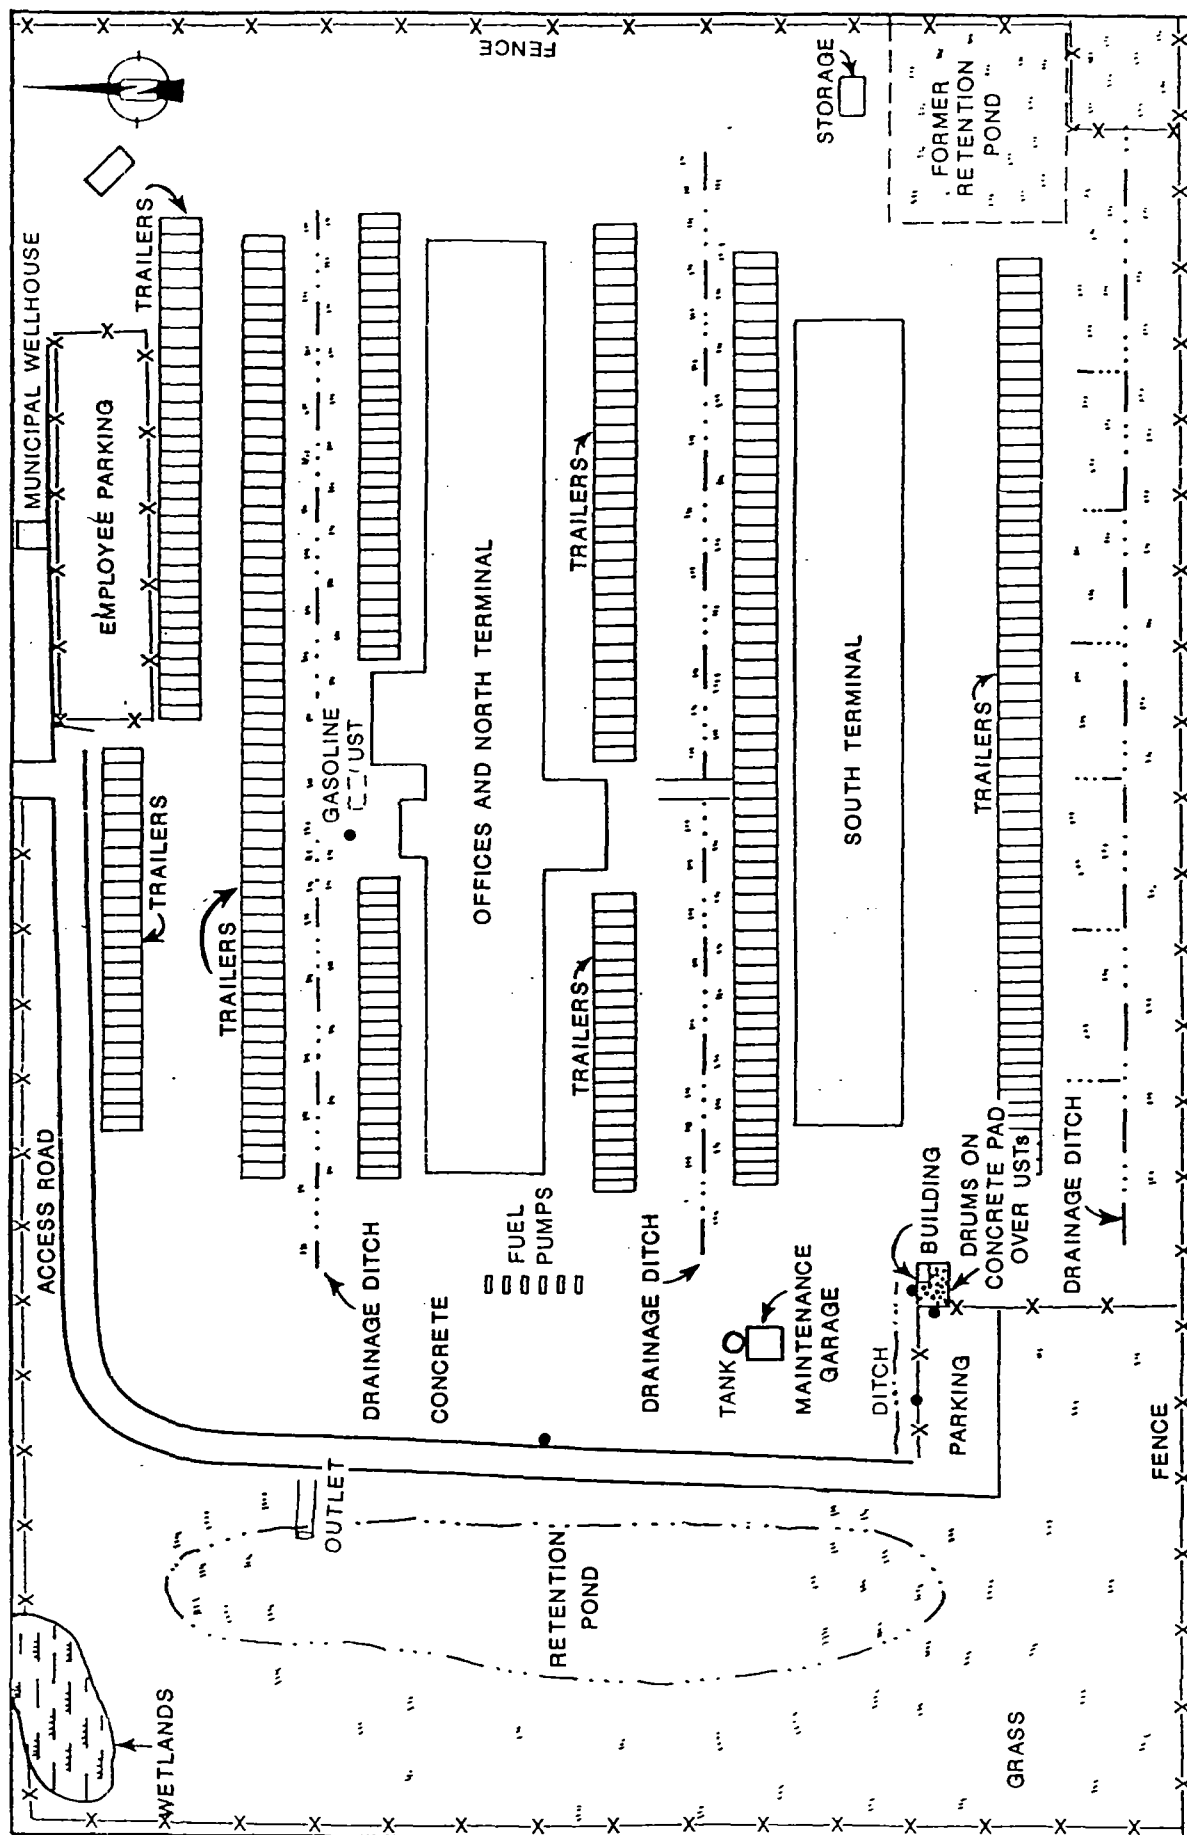 MUNICIPAL WELLHOUSE
N
FENCE
ACCESS ROAD
EMPLOYEE PARKING
TRAILERS
TRAILERS
TRAILERS
WETLANDS
OUTLET
DRAINAGE DITCH
GASOLINE
UST
CONCRETE
FUEL
PUMPS
OFFICES AND NORTH TERMINAL
RETENTION
POND
TRAILERS
TRAILERS
DRAINAGE DITCH
TANK
MAINTENANCE
GARAGE
STORAGE
SOUTH TERMINAL
DITCH
BUILDING
PARKING
DRUMS ON
CONCRETE PAD
OVER USTs
FORMER
RETENTION
POND
TRAILERS
GRASS
DRAINAGE DITCH
FENCE